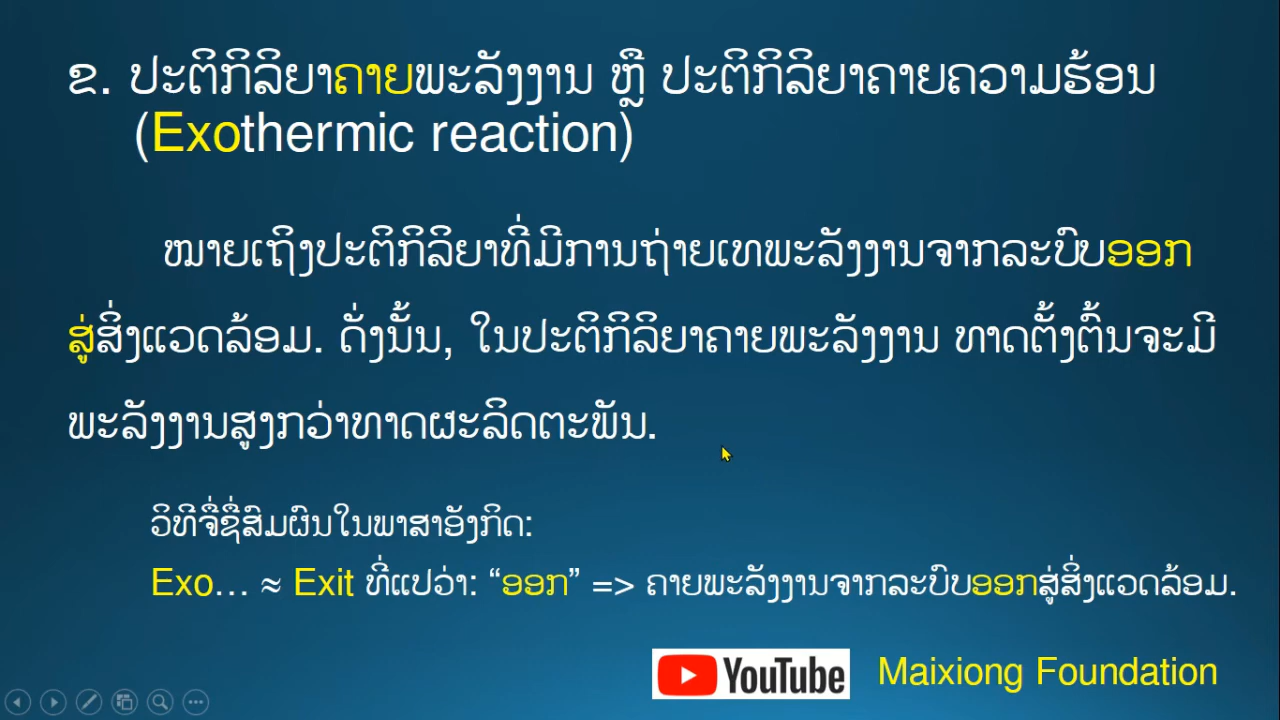 ຂ. ປະຕິກິລິຍາຄາຍພະລັງງານ ຫຼື ປະຕິກິລິຍາຄາຍຄວາມຮ້ອນ
(Exothermic reaction)
ໝາຍເຖິງປະຕິກິລິຍາທີ່ມີການຖ່າຍເທພະລັງງານຈາກລະບົບອອກ
ສູ່ສິ່ງແວດລ້ອມ. ດັ່ງນັ້ນ, ໃນປະຕິກິລິຍາຄາຍພະລັງງານ ທາດຕັ້ງຕົ້ນຈະມີ
ພະລັງງານສູງກວ່າທາດຜະລິດຕະພັນ.
ວິທີຈື່ຊື່ສົມຜົນໃນພາສາອັງກິດ:
Exo… ≈ Exit ທີ່ແປວ່າ: “ອອກ” => ຄາຍພະລັງງານຈາກລະບົບອອກສູ່ສິ່ງແວດລ້ອມ.
YouTube Maixiong Foundation